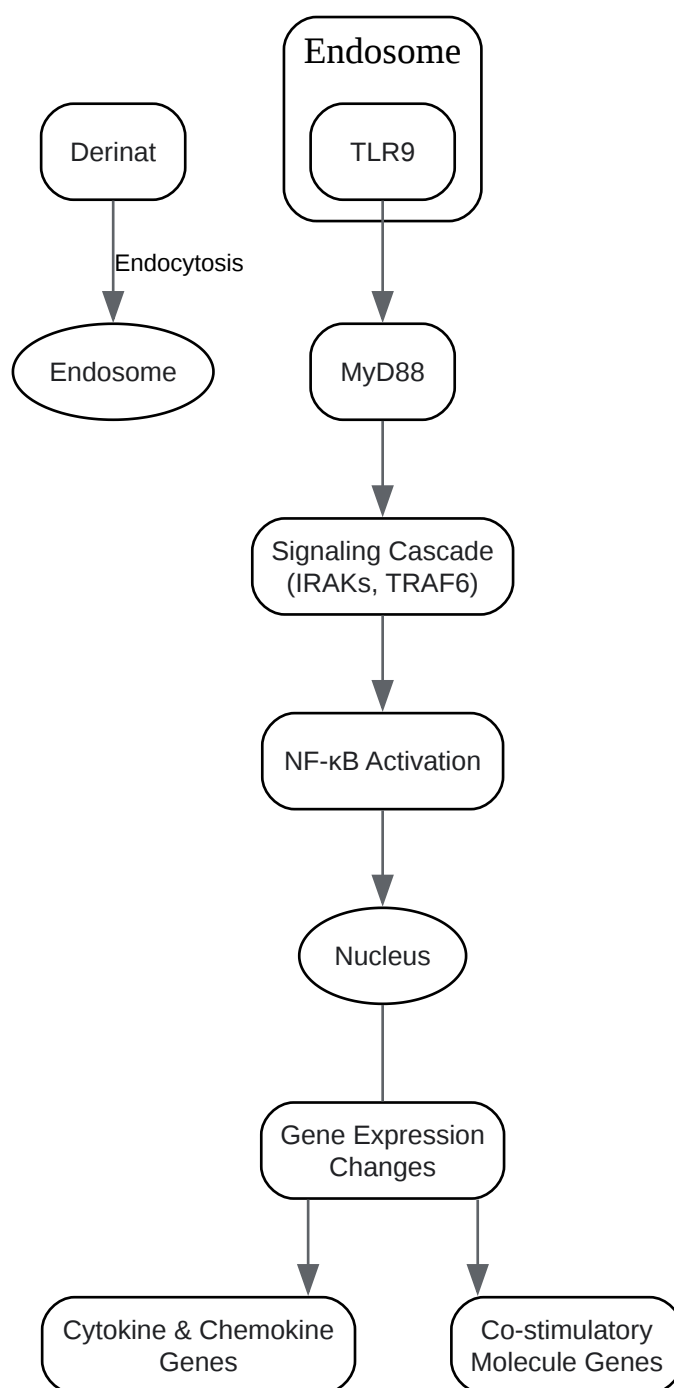 Endosome
Derinat
TLR9
Endocytosis
Endosome
MyD88
Signaling Cascade
(IRAKs, TRAF6)
NF-κB Activation
Nucleus
Gene Expression
Changes
Cytokine & Chemokine
Genes
Co-stimulatory
Molecule Genes